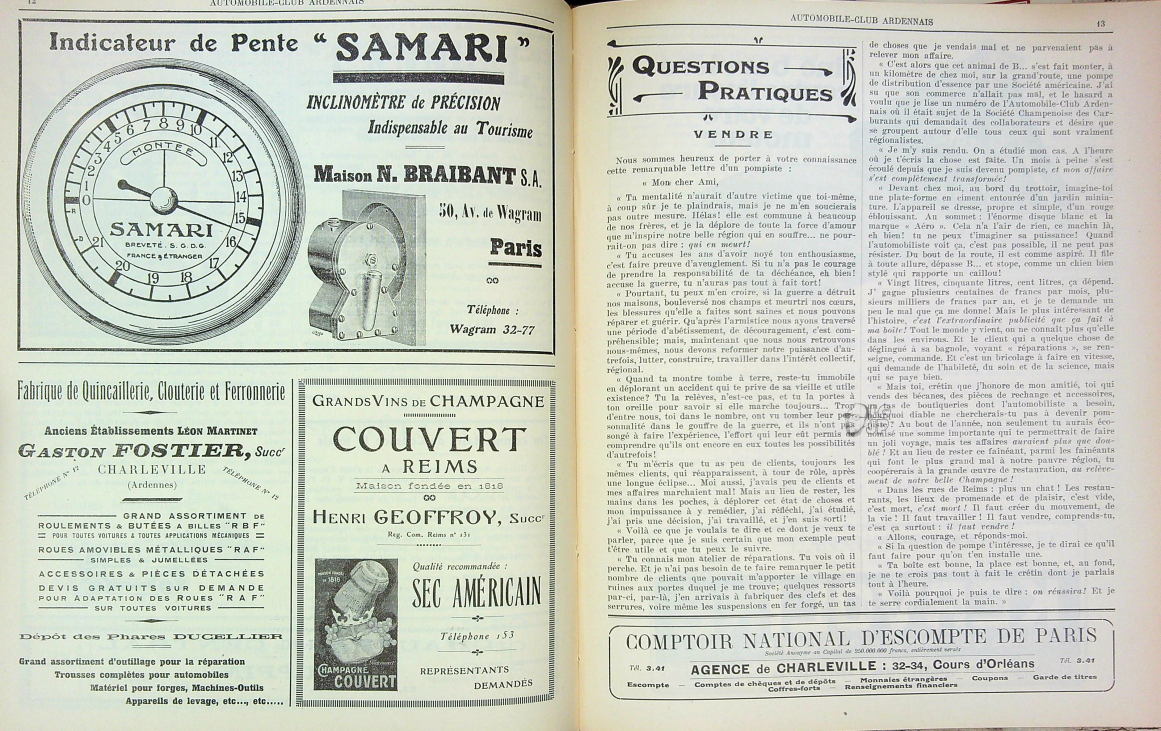 12
AUTOMOBILE-CLUB ARDENNAIS
Indicateur de Pente “ SAMARI ”
INCLINOMÈTRE de PRÉCISION
Indispensable au Tourisme
Maison N. BRAIBANT S.A.
50, Av. de Wagram
Paris
Téléphone :
Wagram 32-77
MONTÉE
0 1 2 3 4 5 6 7 8 9 10 11 12 13 14 15 16 17 18 19 20 21
SAMARI
BREVETÉ. S.G.D.G.
FRANCE & ÉTRANGER
Fabrique de Quincaillerie, Clouterie et Ferronnerie
Anciens Établissements LÉON MARTINET
GASTON FOSTIER, Succr
TÉLÉPHONE Nº 12
CHARLEVILLE
TÉLÉPHONE Nº 12
(Ardennes)
GRAND ASSORTIMENT DE
ROULEMENTS & BUTÉES A BILLES "RBF"
POUR TOUTES VOITURES & TOUTES APPLICATIONS MÉCANIQUES
ROUES AMOVIBLES MÉTALLIQUES "RAF"
SIMPLES & JUMELLÉES
ACCESSOIRES & PIÈCES DÉTACHÉES
DEVIS GRATUITS SUR DEMANDE
POUR ADAPTATION DES ROUES "RAF"
SUR TOUTES VOITURES
Dépôt des Phares DUCELLIER
Grand assortiment d'outillage pour la réparation
Trousses complètes pour automobiles
Matériel pour forges, Machines-Outils
Appareils de levage, etc..., etc.....
GRANDS VINS DE CHAMPAGNE
COUVERT
A REIMS
Maison fondée en 1818
HENRI GEOFFROY, Succr
Reg. Com. Reims nº 131
Qualité recommandée :
SEC AMÉRICAIN
Téléphone 153
REPRÉSENTANTS
DEMANDÉS
CHAMPAGNE
COUVERT
AUTOMOBILE-CLUB ARDENNAIS
13
QUESTIONS
PRATIQUES
VENDRE
Nous sommes heureux de porter à votre connaissance
cette remarquable lettre d'un pompiste :
« Mon cher Ami,
« Ta mentalité n'aurait d'autre victime que toi-même,
à coup sûr je te plaindrais, mais je ne m'en soucierais
pas outre mesure. Hélas! elle est commune à beaucoup
de nos frères, et je la déplore de toute la force d'amour
que m'inspire notre belle région qui en souffre... ne pour-
rait-on pas dire : qui en meurt!
« Tu accuses les ans d'avoir noyé ton enthousiasme,
c'est faire preuve d'aveuglement. Si tu n'as pas le courage
de prendre la responsabilité de ta déchéance, eh bien!
accuse la guerre, tu n'auras pas tout à fait tort!
« Pourtant, tu peux m'en croire, si la guerre a détruit
nos maisons, bouleversé nos champs et meurtri nos cœurs,
les blessures qu'elle a faites sont saines et nous pouvons
réparer et guérir. Qu'après l'armistice nous ayons traversé
une période d'abêtissement, de découragement, c'est com-
préhensible; mais, maintenant que nous nous retrouvons
nous-mêmes, nous devons reformer notre puissance d'au-
trefois, lutter, construire, travailler dans l'intérêt collectif,
régional.
« Quand ta montre tombe à terre, reste-tu immobile
en déplorant un accident qui te prive de sa vieille et utile
existence? Tu la relèves, n'est-ce pas, et tu la portes à
ton oreille pour savoir si elle marche toujours... Trop
d'entre nous, toi dans le nombre, ont vu tomber leur per-
sonnalité dans le gouffre de la guerre, et ils n'ont pas
songé à faire l'expérience, l'effort qui leur eût permis de
comprendre qu'ils ont encore en eux toutes les possibilités
d'autrefois!
« Tu m'écris que tu as peu de clients, toujours les
mêmes clients, qui réapparaissent, à tour de rôle, après
une longue éclipse... Moi aussi, j'avais peu de clients et
mes affaires marchaient mal! Mais au lieu de rester, les
mains dans les poches, à déplorer cet état de choses et
mon impuissance à y remédier, j'ai réfléchi, j'ai étudié,
j'ai pris une décision, j'ai travaillé, et j'en suis sorti!
« Voilà ce que je voulais te dire et ce dont je veux te
parler, parce que je suis certain que mon exemple peut
t'être utile et que tu peux le suivre.
« Tu connais mon atelier de réparations. Tu vois où il
perche. Et je n'ai pas besoin de te faire remarquer le petit
nombre de clients que pouvait m'apporter le village en
ruines aux portes duquel je me trouve; quelques ressorts
par-ci, par-là, j'en arrivais à fabriquer des clefs et des
serrures, voire même les suspensions en fer forgé, un tas
de choses que je vendais mal et ne parvenaient pas à
relever mon affaire.
« C'est alors que cet animal de B... s'est fait monter, à
un kilomètre de chez moi, sur la grand'route, une pompe
de distribution d'essence par une Société américaine. J'ai
su que son commerce n'allait pas mal, et le hasard a
voulu que je lise un numéro de l'Automobile-Club Arden-
nais où il était sujet de la Société Champenoise des Car-
burants qui demandait des collaborateurs et désire que
se groupent autour d'elle tous ceux qui sont vraiment
régionalistes.
« Je m'y suis rendu. On a étudié mon cas. A l'heure
où je t'écris la chose est faite. Un mois à peine s'est
écoulé depuis que je suis devenu pompiste, et mon affaire
s'est complètement transformée!
« Devant chez moi, au bord du trottoir, imagine-toi
une plate-forme en ciment entourée d'un jardin minia-
ture. L'appareil se dresse, propre et simple, d'un rouge
éblouissant. Au sommet : l'énorme disque blanc et la
marque « Aéro ». Cela n'a l'air de rien, ce machin là,
eh bien! tu ne peux t'imaginer sa puissance! Quand
l'automobiliste voit ça, c'est pas possible, il ne peut pas
résister. Du bout de la route, il est comme aspiré. Il file
à toute allure, dépasse B... et stope, comme un chien bien
stylé qui rapporte un caillou!
« Vingt litres, cinquante litres, cent litres, ça dépend.
J' gagne plusieurs centaines de francs par mois, plu-
sieurs milliers de francs par an, et je te demande un
peu le mal que ça me donne! Mais le plus intéressant de
l'histoire, c'est l'extraordinaire publicité que ça fait à
ma boîte! Tout le monde y vient, on ne connaît plus qu'elle
dans les environs. Et le client qui a quelque chose de
déglingué à sa bagnole, voyant « réparations », se ren-
seigne, commande. Et c'est un bricolage à faire en vitesse,
qui demande de l'habileté, du soin et de la science, mais
qui se paye bien.
« Mais toi, crétin que j'honore de mon amitié, toi qui
vends des bécanes, des pièces de rechange et accessoires,
de boutiqueries dont l'automobiliste a besoin,
diable ne chercherais-tu pas à devenir pom-
Au bout de l'année, non seulement tu aurais éco-
nomisé une somme importante qui te permettrait de faire
un joli voyage, mais tes affaires auraient plus que dou-
blé! Et au lieu de rester ce fainéant, parmi les fainéants
qui font le plus grand mal à notre pauvre région, tu
coopérerais à la grande œuvre de restauration, au relève-
ment de notre belle Champagne!
« Dans les rues de Reims : plus un chat! Les restau-
rants, les lieux de promenade et de plaisir, c'est vide,
c'est mort, c'est mort! Il faut créer du mouvement, de
la vie! Il faut travailler! Il faut vendre, comprends-tu,
c'est ça surtout : il faut vendre!
« Allons, courage, et réponds-moi.
« Si la question de pompe t'intéresse, je te dirai ce qu'il
faut faire pour qu'on t'en installe une.
« Ta boîte est bonne, la place est bonne, et, au fond,
je ne te crois pas tout à fait le crétin dont je parlais
tout à l'heure.
« Voilà pourquoi je puis te dire : on réussira! Et je
te serre cordialement la main. »
COMPTOIR NATIONAL D'ESCOMPTE DE PARIS
Société Anonyme au Capital de 250.000.000 francs, entièrement versés
Tél. 3.41
AGENCE de CHARLEVILLE : 32-34, Cours d'Orléans
Tél. 3.41
Escompte — Comptes de chèques et de dépôts — Monnaies étrangères — Coupons — Garde de titres
Coffres-forts — Renseignements financiers